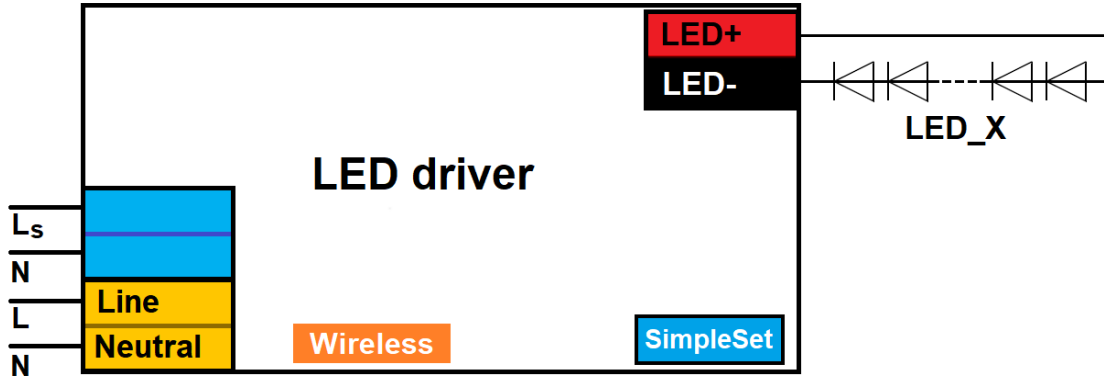 LED+
LED-
LED_X
LED driver
Ls
N
Line
L
Neutral
N
Wireless
SimpleSet